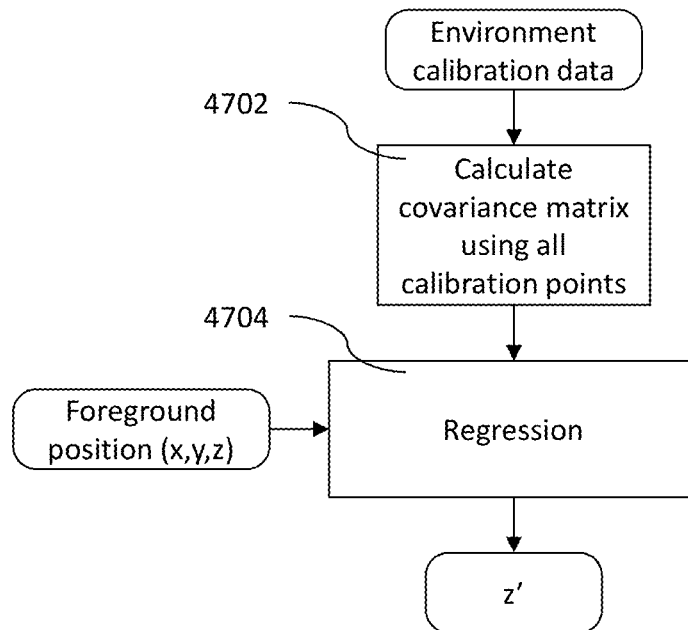 Environment
calibration data
4702
Calculate
covariance matrix
using all
calibration points
4704
Foreground
position (x,y,z)
Regression
z’